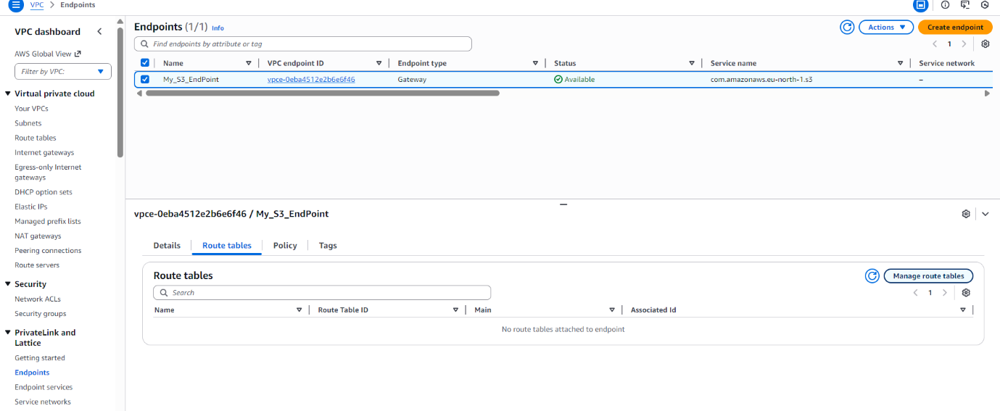 VPC > Endpoints
VPC dashboard
AWS Global View
Filter by VPC:
Virtual private cloud
Your VPCs
Subnets
Route tables
Internet gateways
Egress-only Internet
gateways
DHCP option sets
Elastic IPs
Managed prefix lists
NAT gateways
Peering connections
Route servers
Security
Network ACLs
Security groups
PrivateLink and
Lattice
Getting started
Endpoints
Endpoint services
Service networks
Endpoints (1/1) Info
Actions
Create endpoint
Find endpoints by attribute or tag
1
Name VPC endpoint ID Endpoint type Status Service name Service network
My_S3_EndPoint vpce-0eba4512e2b6e6f46 Gateway Available com.amazonaws.eu-north-1.s3 –
vpce-0eba4512e2b6e6f46 / My_S3_EndPoint
Details Route tables Policy Tags
Route tables
Manage route tables
Search
1
Name Route Table ID Main Associated Id
No route tables attached to endpoint